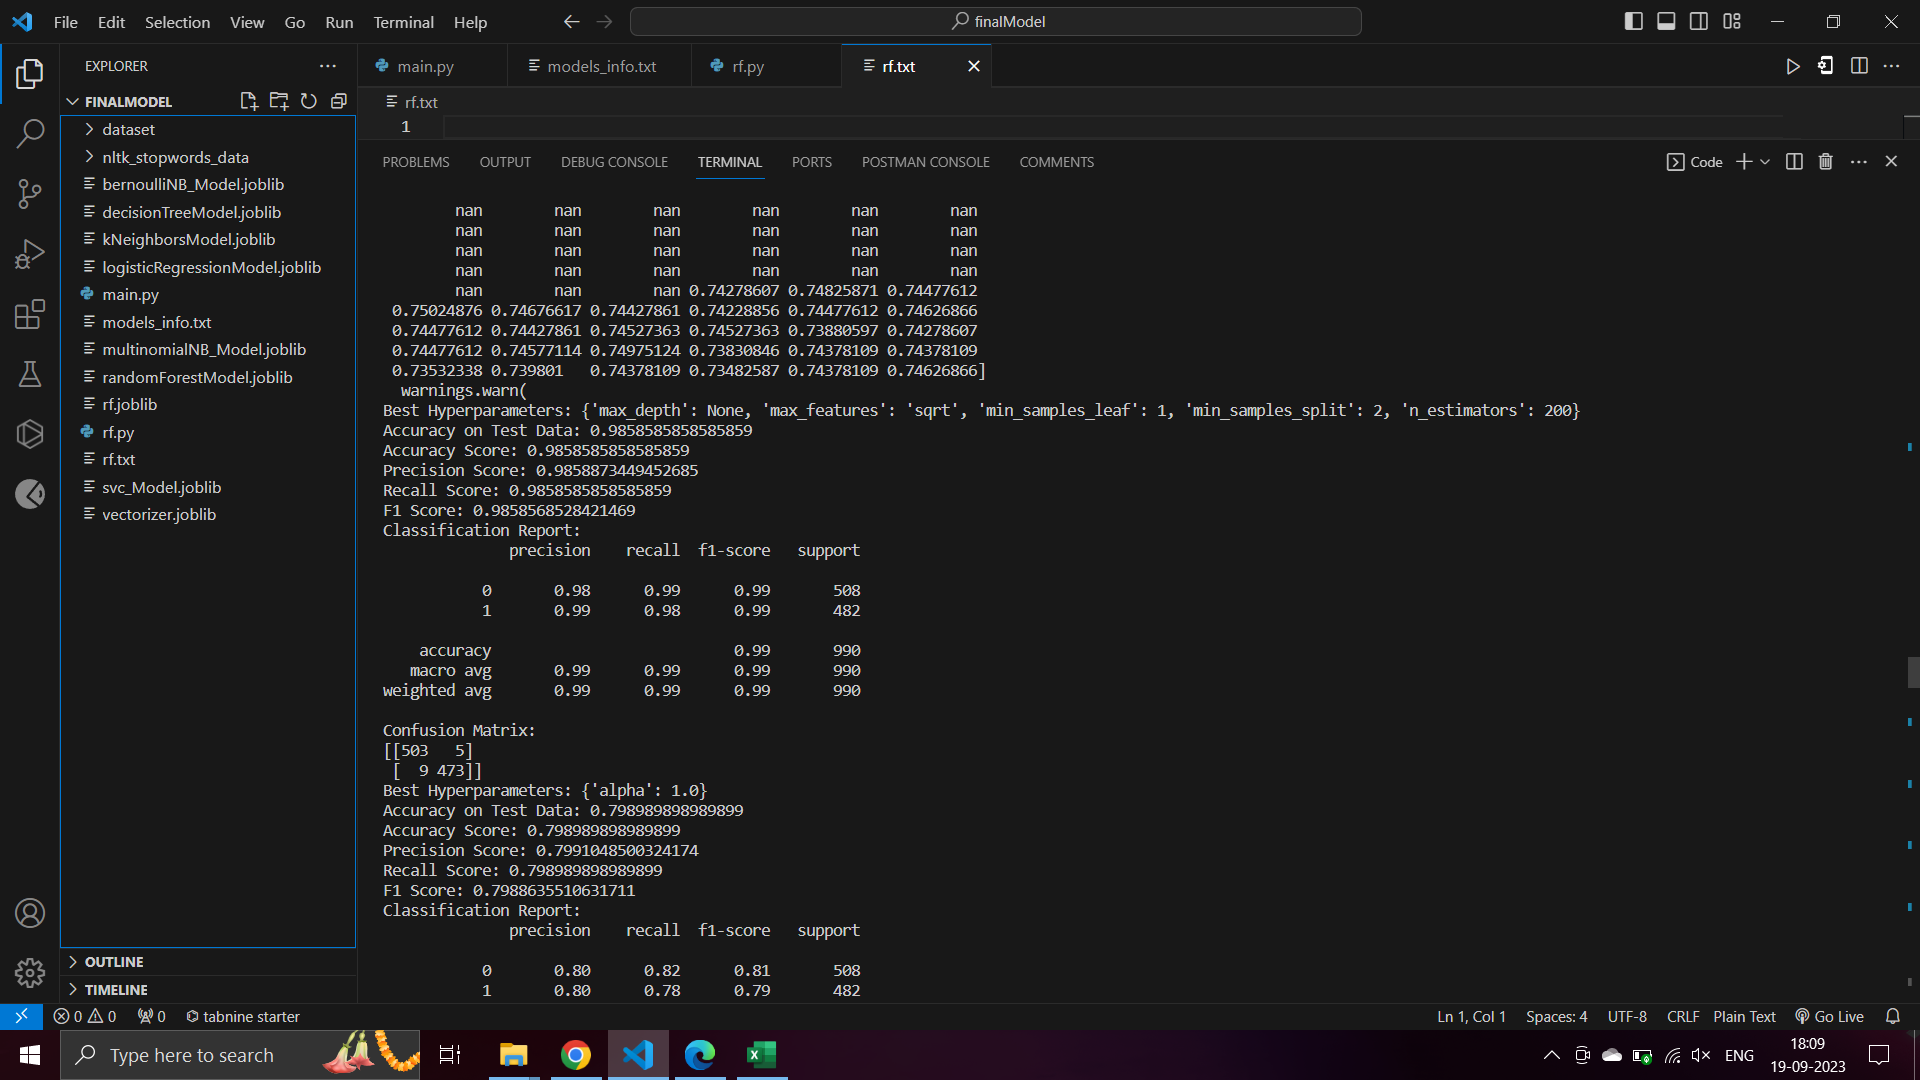 File Edit Selection View Go Run Terminal Help
finalModel
EXPLORER
main.py
models_info.txt
rf.py
rf.txt
FINALMODEL
rf.txt
dataset
1
nltk_stopwords_data
bernoulliNB_Model.joblib
decisionTreeModel.joblib
kNeighborsModel.joblib
logisticRegressionModel.joblib
main.py
models_info.txt
multinomialNB_Model.joblib
randomForestModel.joblib
rf.joblib
rf.py
rf.txt
svc_Model.joblib
vectorizer.joblib
OUTLINE
TIMELINE
PROBLEMS OUTPUT DEBUG CONSOLE TERMINAL PORTS POSTMAN CONSOLE COMMENTS
Code
nan nan nan nan nan nan
nan nan nan nan nan nan
nan nan nan nan nan nan
nan nan nan nan nan nan
nan nan nan 0.74278607 0.74825871 0.74477612
0.75024876 0.74676617 0.74427861 0.74228856 0.74477612 0.74626866
0.74477612 0.74427861 0.74527363 0.74527363 0.73880597 0.74278607
0.74477612 0.74577114 0.74975124 0.73830846 0.74378109 0.74378109
0.73532338 0.739801 0.74378109 0.73482587 0.74378109 0.74626866]
warnings.warn(
Best Hyperparameters: {'max_depth': None, 'max_features': 'sqrt', 'min_samples_leaf': 1, 'min_samples_split': 2, 'n_estimators': 200}
Accuracy on Test Data: 0.9858585858585859
Accuracy Score: 0.9858585858585859
Precision Score: 0.9858873449452685
Recall Score: 0.9858585858585859
F1 Score: 0.9858568528421469
Classification Report:
precision recall f1-score support
0 0.98 0.99 0.99 508
1 0.99 0.98 0.99 482
accuracy 0.99 990
macro avg 0.99 0.99 0.99 990
weighted avg 0.99 0.99 0.99 990
Confusion Matrix:
[[503 5]
[ 9 473]]
Best Hyperparameters: {'alpha': 1.0}
Accuracy on Test Data: 0.798989898989899
Accuracy Score: 0.798989898989899
Precision Score: 0.7991048500324174
Recall Score: 0.798989898989899
F1 Score: 0.7988635510631711
Classification Report:
precision recall f1-score support
0 0.80 0.82 0.81 508
1 0.80 0.78 0.79 482
0 0 0 tabnine starter
Ln 1, Col 1 Spaces: 4 UTF-8 CRLF Plain Text Go Live
Type here to search
ENG
18:09
19-09-2023